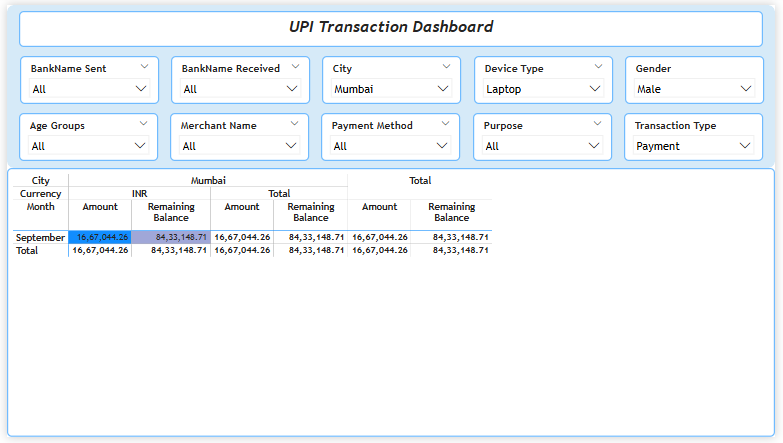 UPI Transaction Dashboard
BankName Sent BankName Received City Device Type Gender
All All Mumbai Laptop Male
Age Groups Merchant Name Payment Method Purpose Transaction Type
All All All All Payment
City Mumbai Total
Currency INR Total
Month Amount Remaining Amount Remaining Amount Remaining
Balance Balance Balance
September 16,67,044.26 84,33,148.71 16,67,044.26 84,33,148.71 16,67,044.26 84,33,148.71
Total 16,67,044.26 84,33,148.71 16,67,044.26 84,33,148.71 16,67,044.26 84,33,148.71